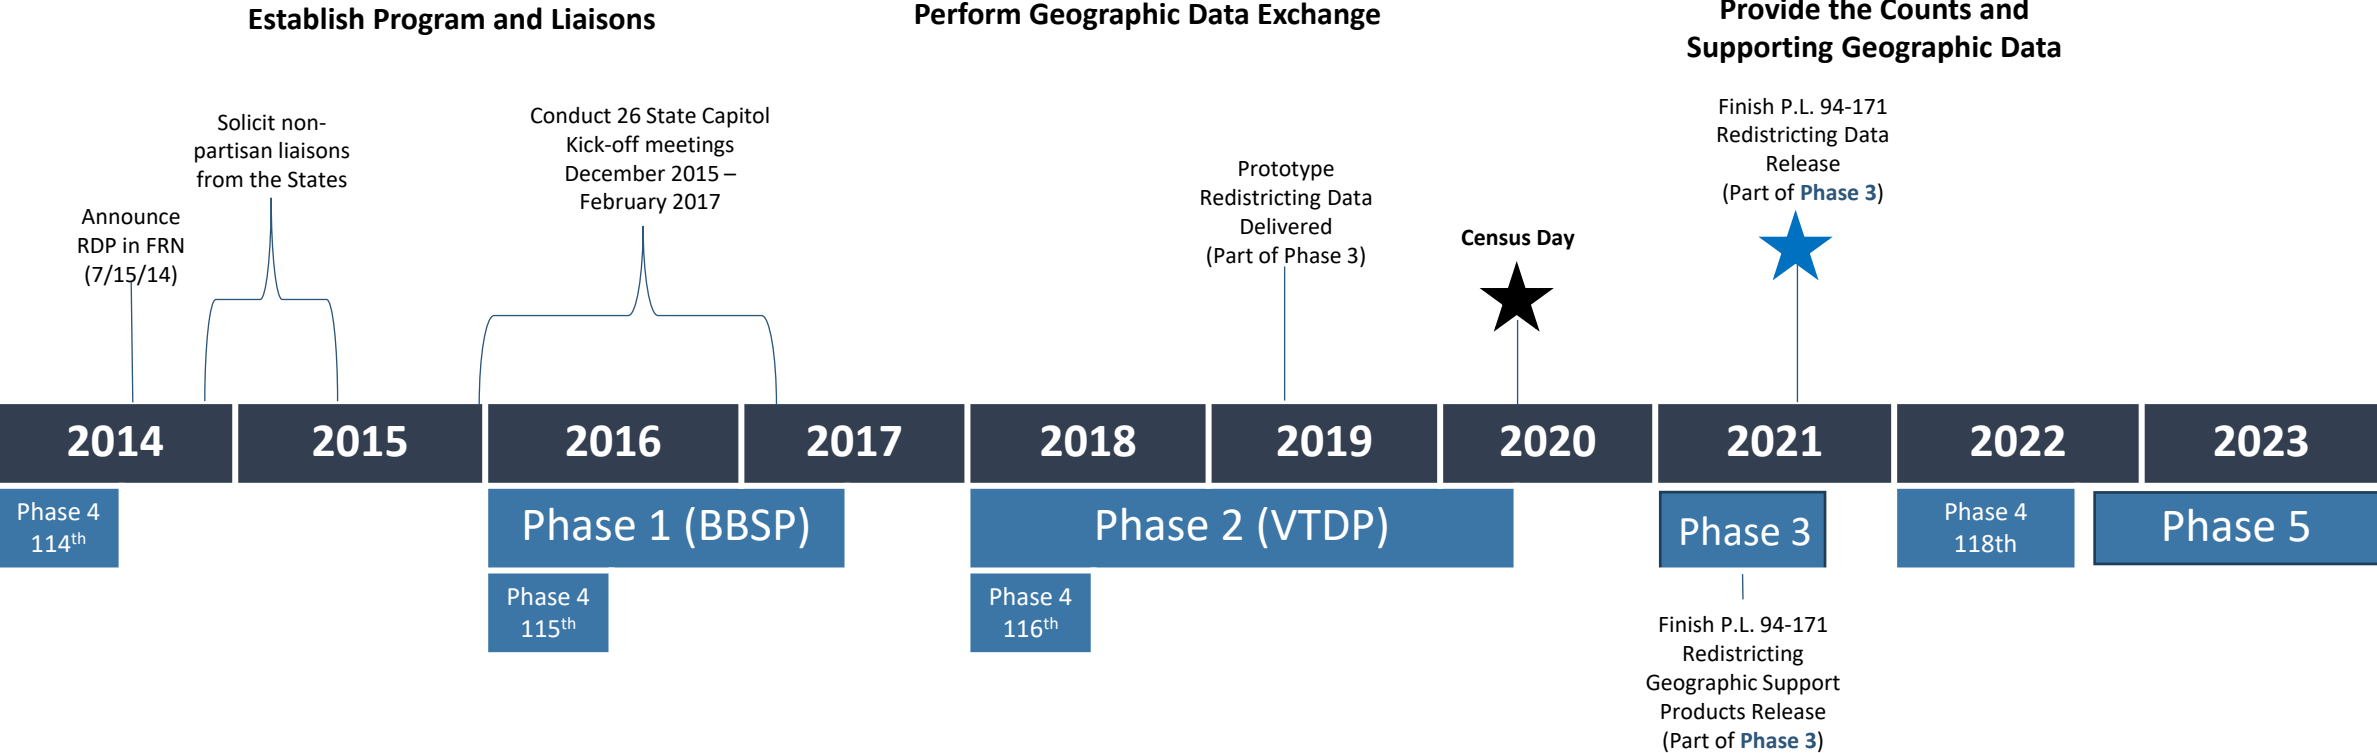 Establish Program and Liaisons
Perform Geographic Data Exchange
Provide the Counts and
Supporting Geographic Data
Announce
RDP in FRN
(7/15/14)
Solicit non-
partisan liaisons
from the States
Conduct 26 State Capitol
Kick-off meetings
December 2015 –
February 2017
Prototype
Redistricting Data
Delivered
(Part of Phase 3)
Census Day
Finish P.L. 94-171
Redistricting Data
Release
(Part of Phase 3)
2014
2015
2016
2017
2018
2019
2020
2021
2022
2023
Phase 4
114th
Phase 1 (BBSP)
Phase 2 (VTDP)
Phase 3
Phase 4
118th
Phase 5
Phase 4
115th
Phase 4
116th
Finish P.L. 94-171
Redistricting
Geographic Support
Products Release
(Part of Phase 3)